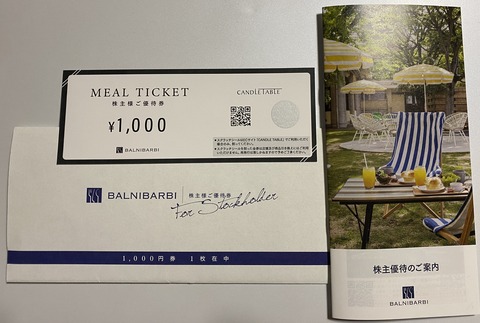 MEAL TICKET
株主様ご優待券
¥1,000
BALNIBARBI
CANDLE TABLE
BALNIBARBI
株主様ご優待券
For Stockholder
1,000円券 1枚在中
株主優待のご案内
BALNIBARBI